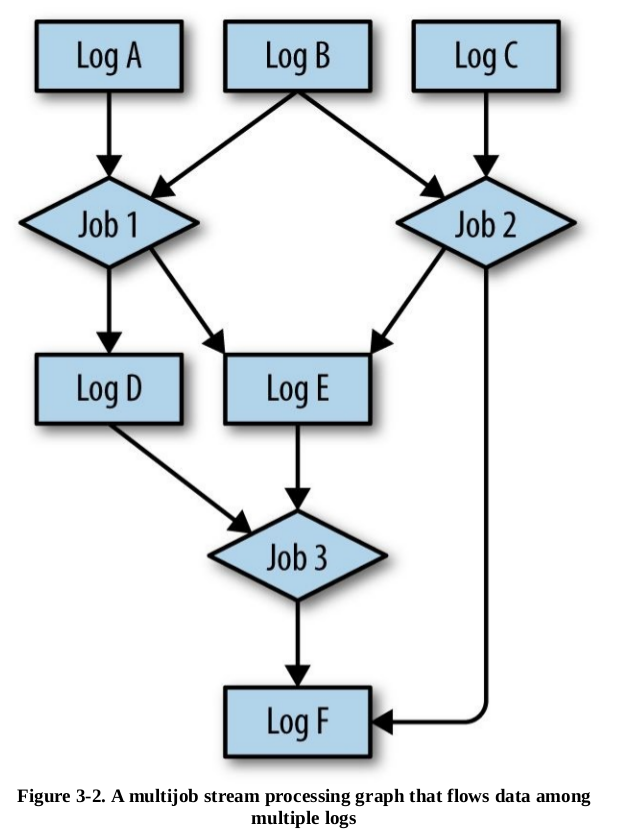 Log A
Log B
Log C
Job 1
Job 2
Log D
Log E
Job 3
Log F
Figure 3-2. A multijob stream processing graph that flows data among
multiple logs